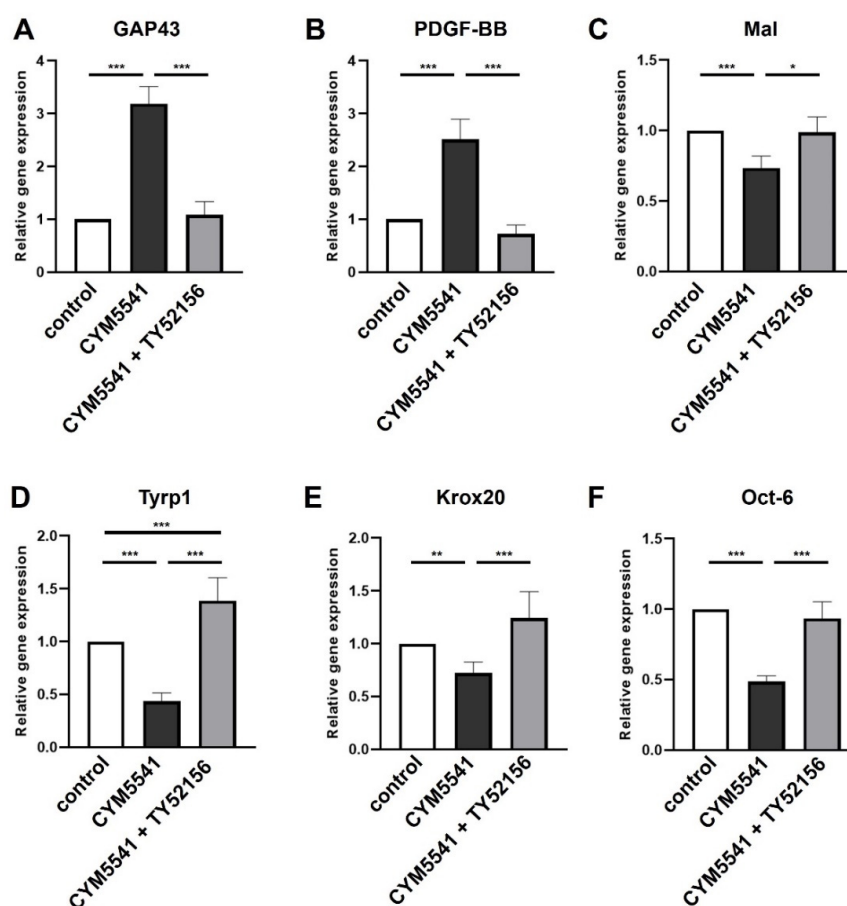 A
GAP43
Relative gene expression
4
3
2
1
0
***
***
control
CYM5541
CYM5541 + TY52156
B
PDGF-BB
Relative gene expression
4
3
2
1
0
***
***
control
CYM5541
CYM5541 + TY52156
C
Mal
Relative gene expression
1.5
1.0
0.5
0.0
***
*
control
CYM5541
CYM5541 + TY52156
D
Tyrp1
Relative gene expression
2.0
1.5
1.0
0.5
0.0
***
***
***
control
CYM5541
CYM5541 + TY52156
E
Krox20
Relative gene expression
2.0
1.5
1.0
0.5
0.0
**
***
control
CYM5541
CYM5541 + TY52156
F
Oct-6
Relative gene expression
1.5
1.0
0.5
0.0
***
***
control
CYM5541
CYM5541 + TY52156